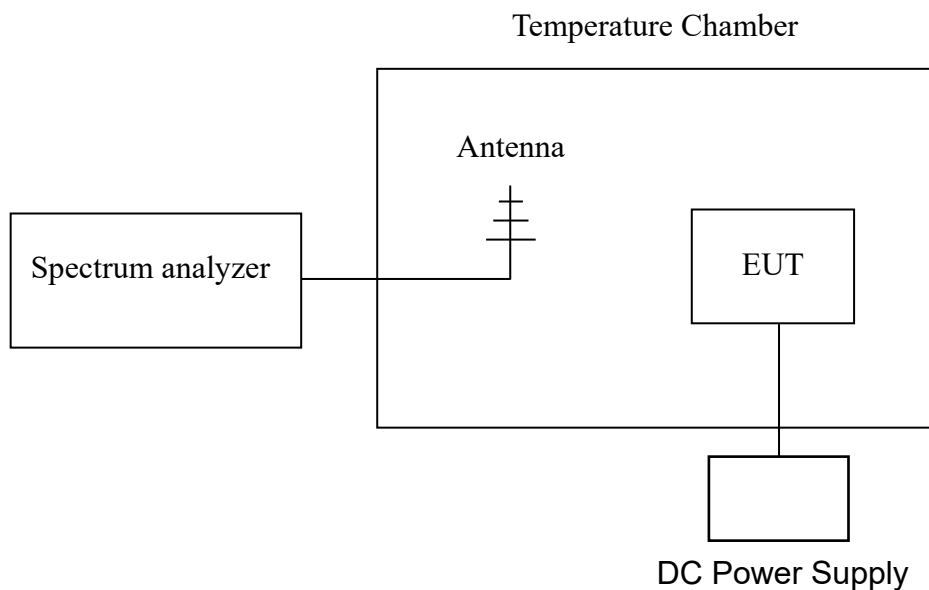 Temperature Chamber
Antenna
Spectrum analyzer
EUT
DC Power Supply